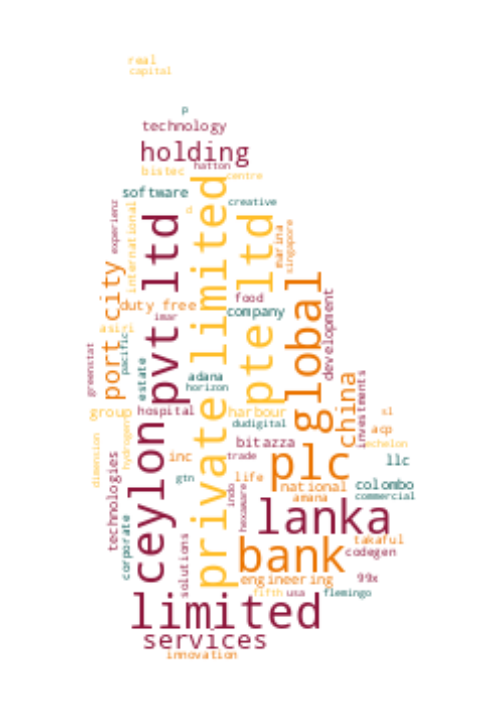 real
capital
p
technology
holding
hatton
bistec
centre
software
private limited
creative
experienz
international
pvt ltd
pte ltd
marina
singapore
port city
duty free
imar
asiri
food
company
global
development
greenstat
pacific
estate
adana
horizon
china
investments
group
hospital
harbour
dudigital
sl
acp
echelon
dimension
hydrogen
ceylon
bitazza
trade
plc
llc
technologies
inc
gtn
life
national
amana
colombo
commercial
indo
hexaware
lanka
corporate
solutions
bank
takaful
codegen
engineering
99x
fifth
usa
flemingo
limited
services
innovation